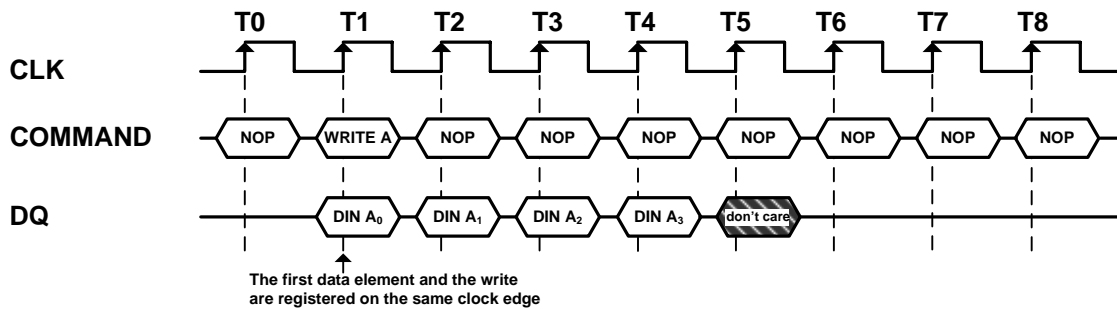 T0 T1 T2 T3 T4 T5 T6 T7 T8
CLK
COMMAND NOP WRITE A NOP NOP NOP NOP NOP NOP NOP
DQ DIN A₀ DIN A₁ DIN A₂ DIN A₃ don't care
The first data element and the write
are registered on the same clock edge